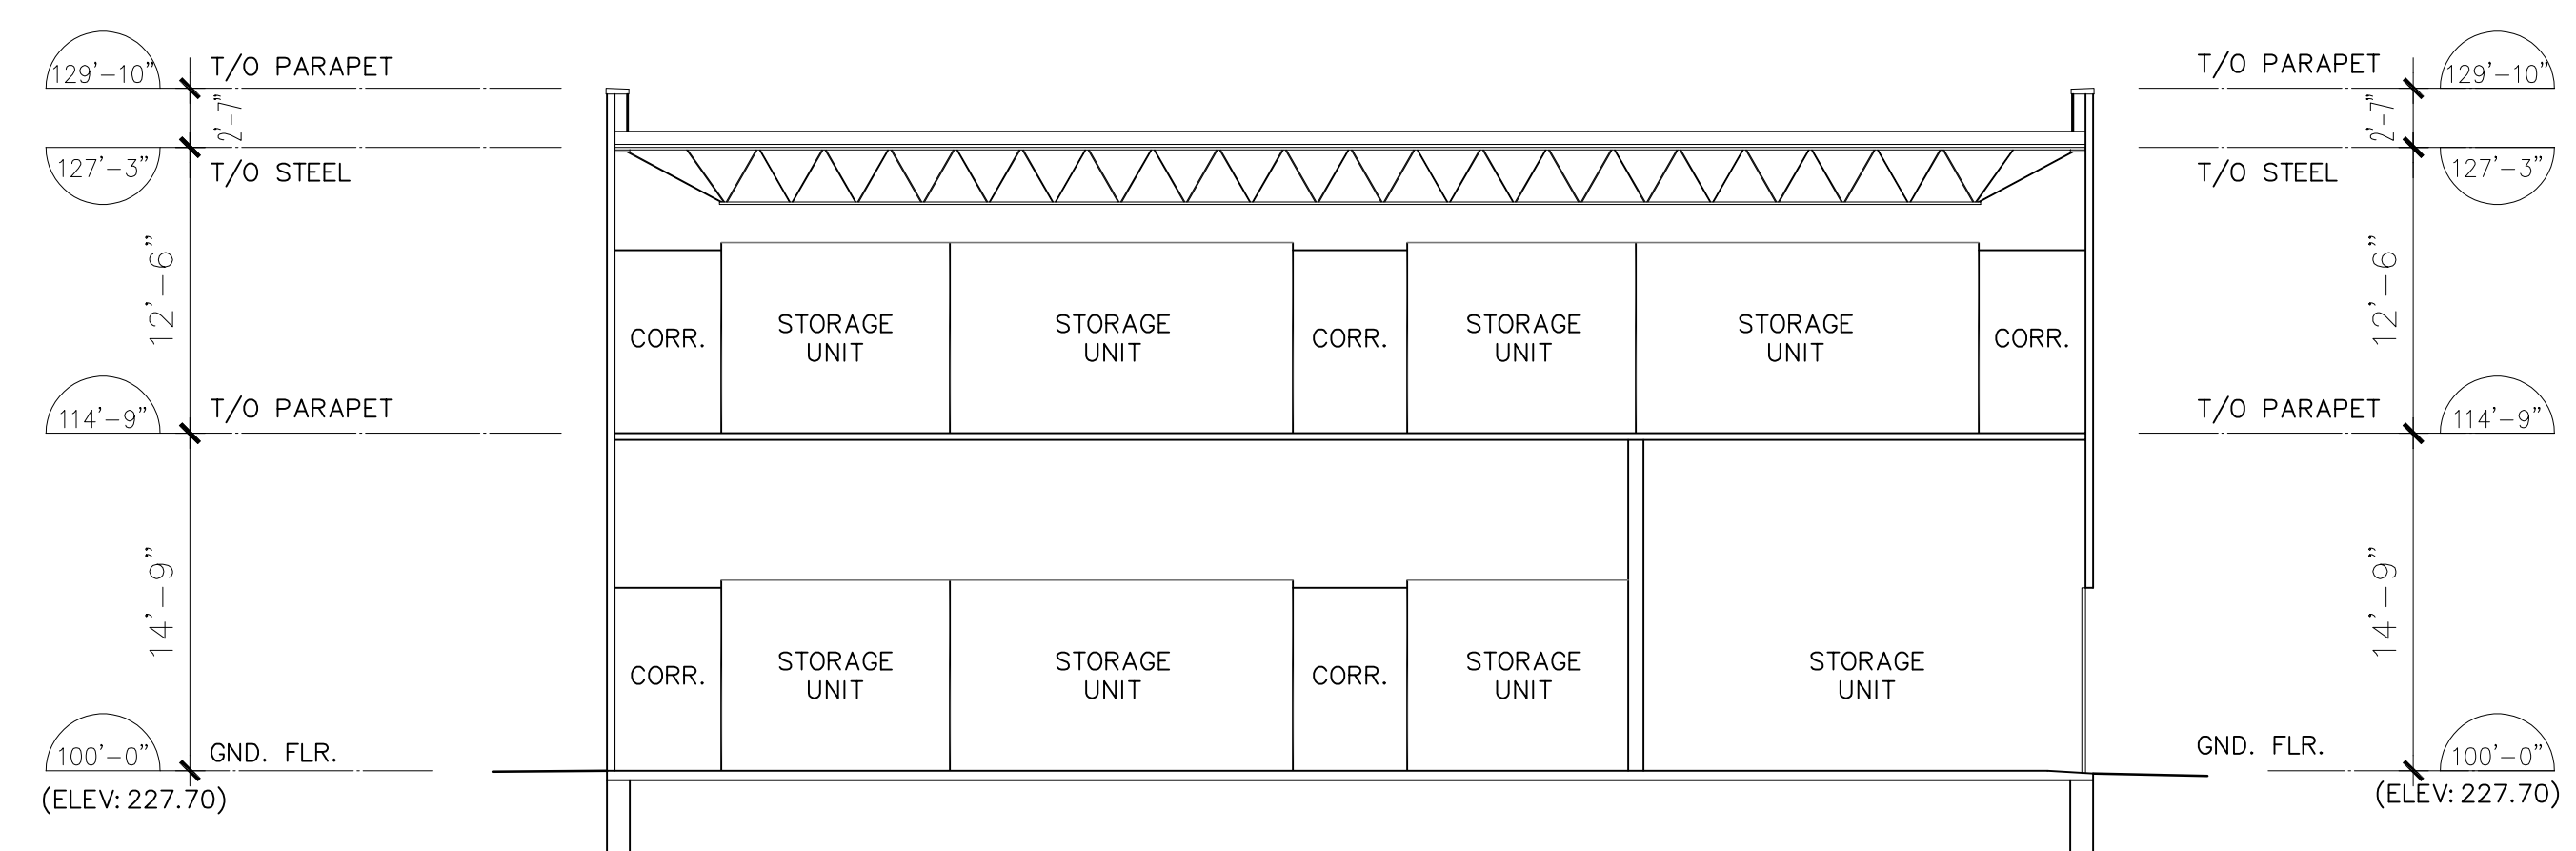 129'-10"
T/O PARAPET
T/O PARAPET
129'-10"
2'-7"
2'-7"
127'-3"
T/O STEEL
T/O STEEL
127'-3"
12'-6"
12'-6"
CORR.
STORAGE
UNIT
STORAGE
UNIT
CORR.
STORAGE
UNIT
STORAGE
UNIT
CORR.
114'-9"
T/O PARAPET
T/O PARAPET
114'-9"
14'-9"
14'-9"
CORR.
STORAGE
UNIT
STORAGE
UNIT
CORR.
STORAGE
UNIT
STORAGE
UNIT
100'-0"
GND. FLR.
GND. FLR.
100'-0"
(ELEV: 227.70)
(ELEV: 227.70)